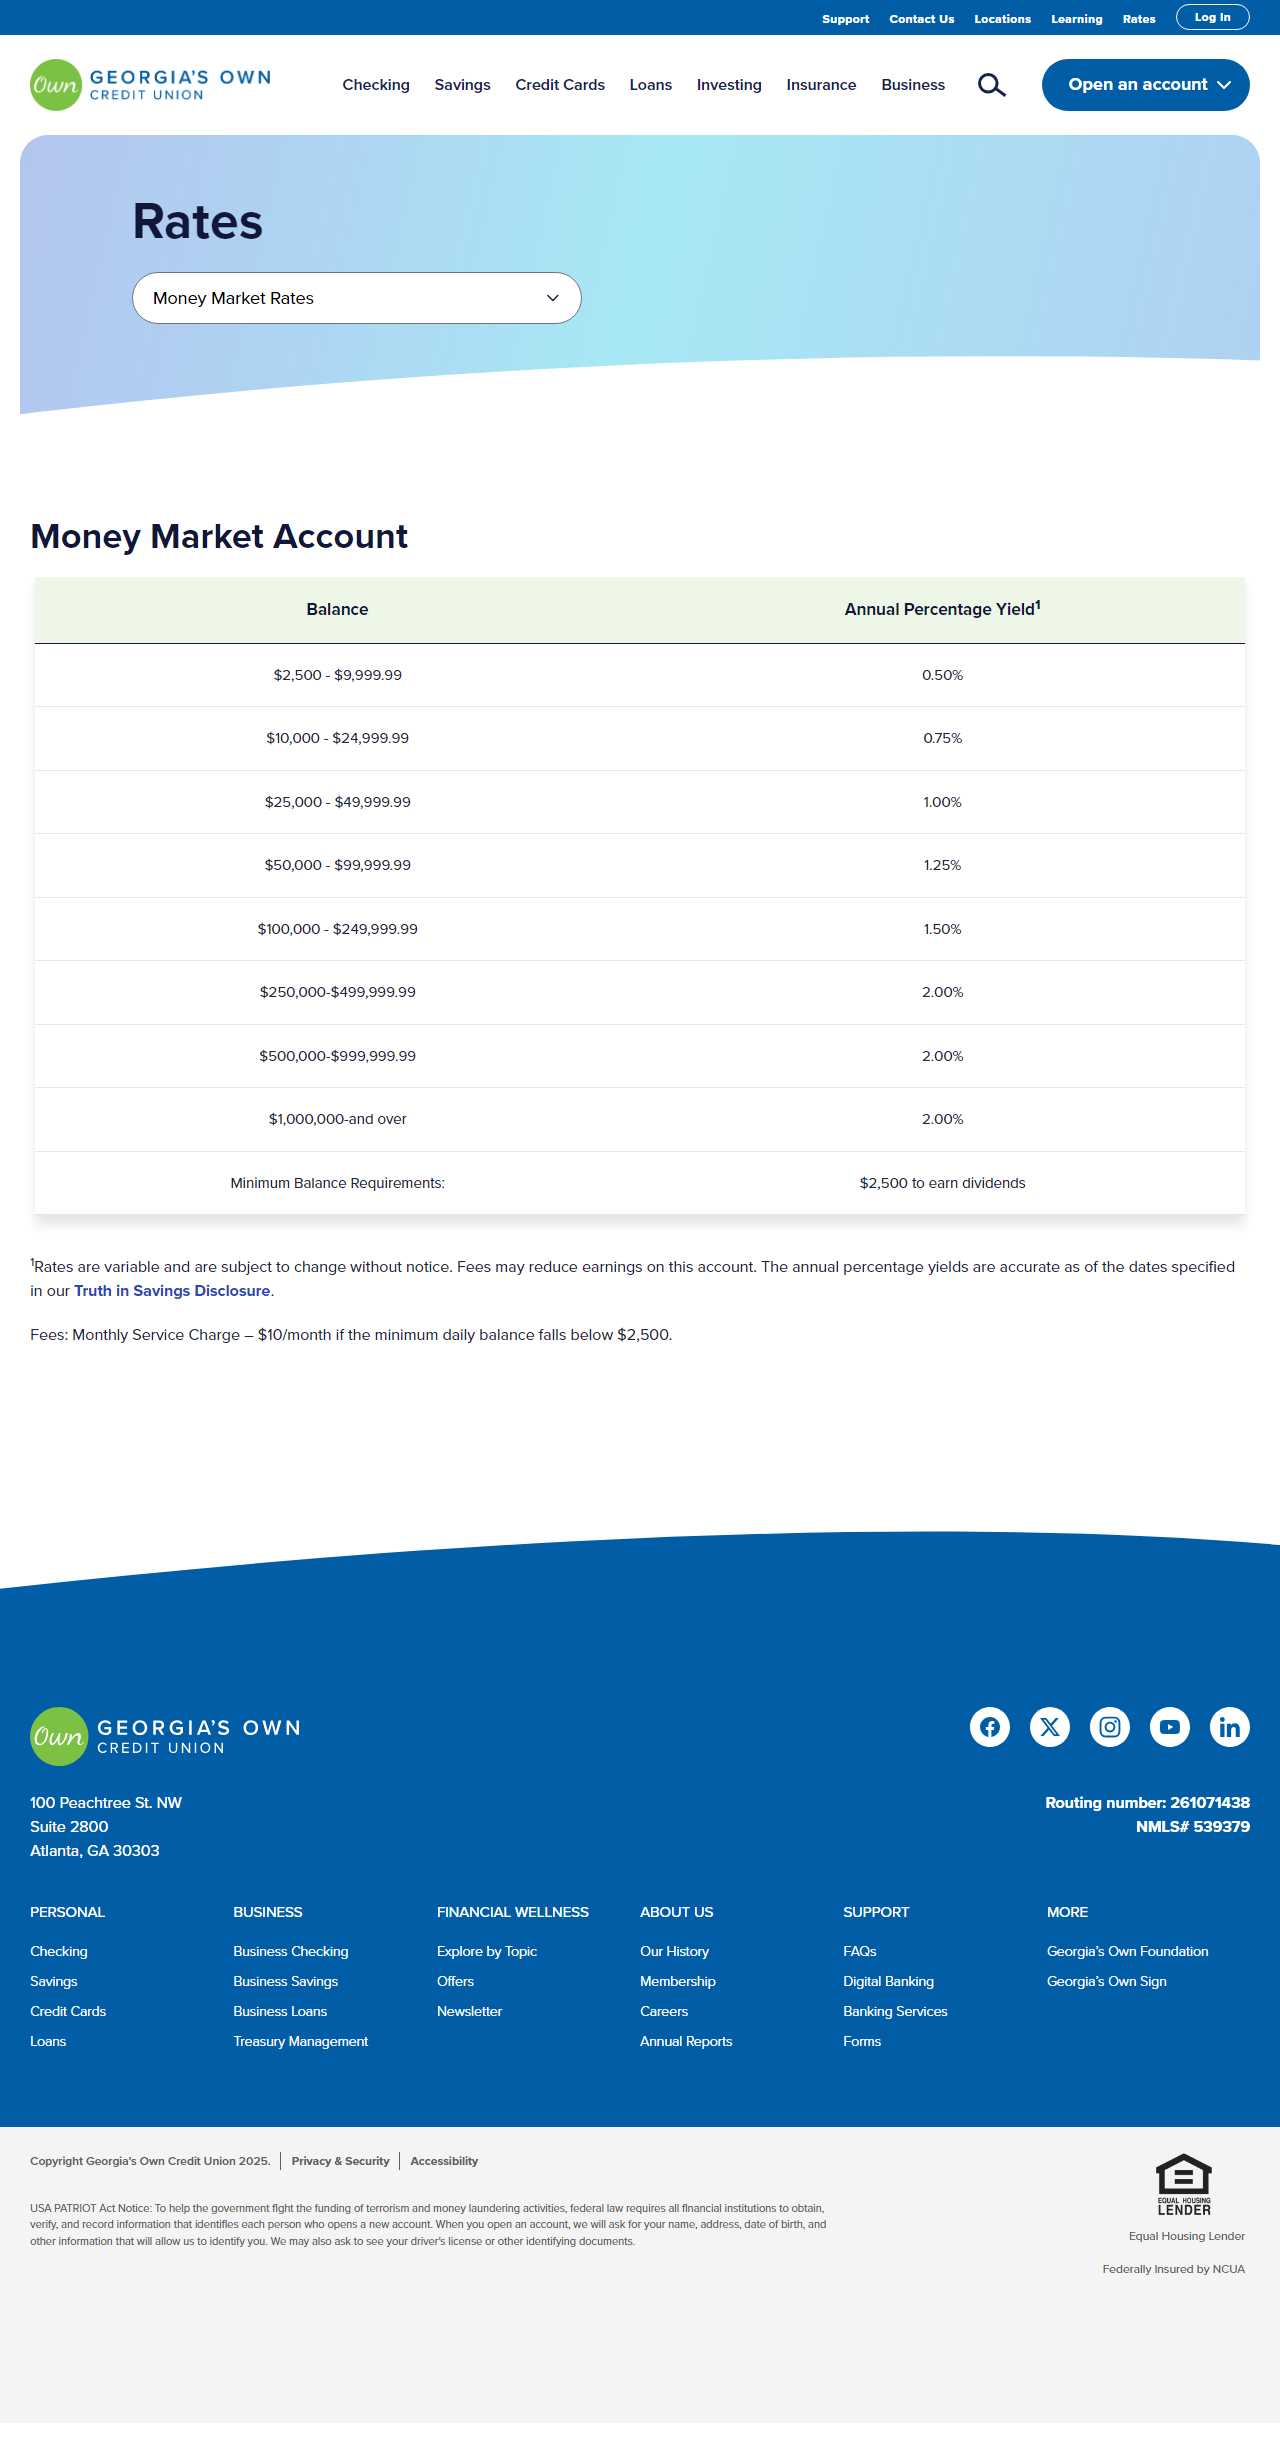 Support Contact Us Locations Learning Rates Log In
Own GEORGIA'S OWN
CREDIT UNION
Checking Savings Credit Cards Loans Investing Insurance Business Open an account
Rates
Money Market Rates
Money Market Account
Balance Annual Percentage Yield¹
$2,500 - $9,999.99 0.50%
$10,000 - $24,999.99 0.75%
$25,000 - $49,999.99 1.00%
$50,000 - $99,999.99 1.25%
$100,000 - $249,999.99 1.50%
$250,000-$499,999.99 2.00%
$500,000-$999,999.99 2.00%
$1,000,000-and over 2.00%
Minimum Balance Requirements: $2,500 to earn dividends
¹Rates are variable and are subject to change without notice. Fees may reduce earnings on this account. The annual percentage yields are accurate as of the dates specified
in our Truth in Savings Disclosure.
Fees: Monthly Service Charge – $10/month if the minimum daily balance falls below $2,500.
Own GEORGIA'S OWN
CREDIT UNION
100 Peachtree St. NW
Suite 2800
Atlanta, GA 30303
Routing number: 261071438
NMLS# 539379
PERSONAL
Checking
Savings
Credit Cards
Loans
BUSINESS
Business Checking
Business Savings
Business Loans
Treasury Management
FINANCIAL WELLNESS
Explore by Topic
Offers
Newsletter
ABOUT US
Our History
Membership
Careers
Annual Reports
SUPPORT
FAQs
Digital Banking
Banking Services
Forms
MORE
Georgia's Own Foundation
Georgia's Own Sign
Copyright Georgia's Own Credit Union 2025. Privacy & Security Accessibility
USA PATRIOT Act Notice: To help the government fight the funding of terrorism and money laundering activities, federal law requires all financial institutions to obtain,
verify, and record information that identifies each person who opens a new account. When you open an account, we will ask for your name, address, date of birth, and
other information that will allow us to identify you. We may also ask to see your driver's license or other identifying documents.
EQUAL HOUSING
LENDER
Equal Housing Lender
Federally Insured by NCUA